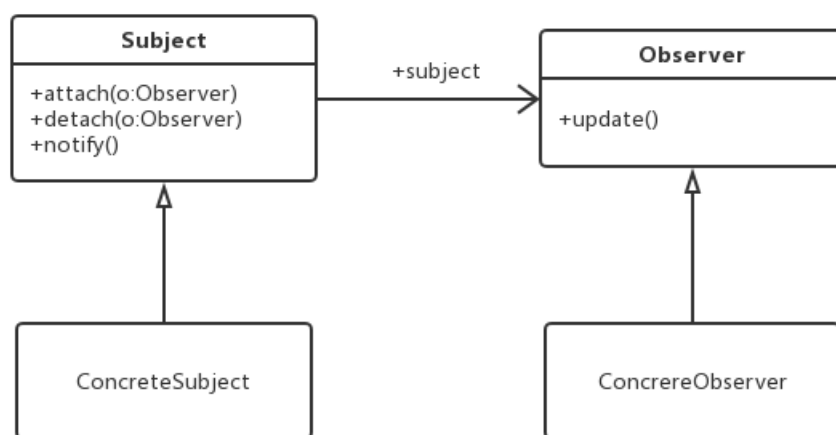 Subject
+attach(o:Observer)
+detach(o:Observer)
+notify()
+subject
Observer
+update()
ConcreteSubject
ConcrereObserver